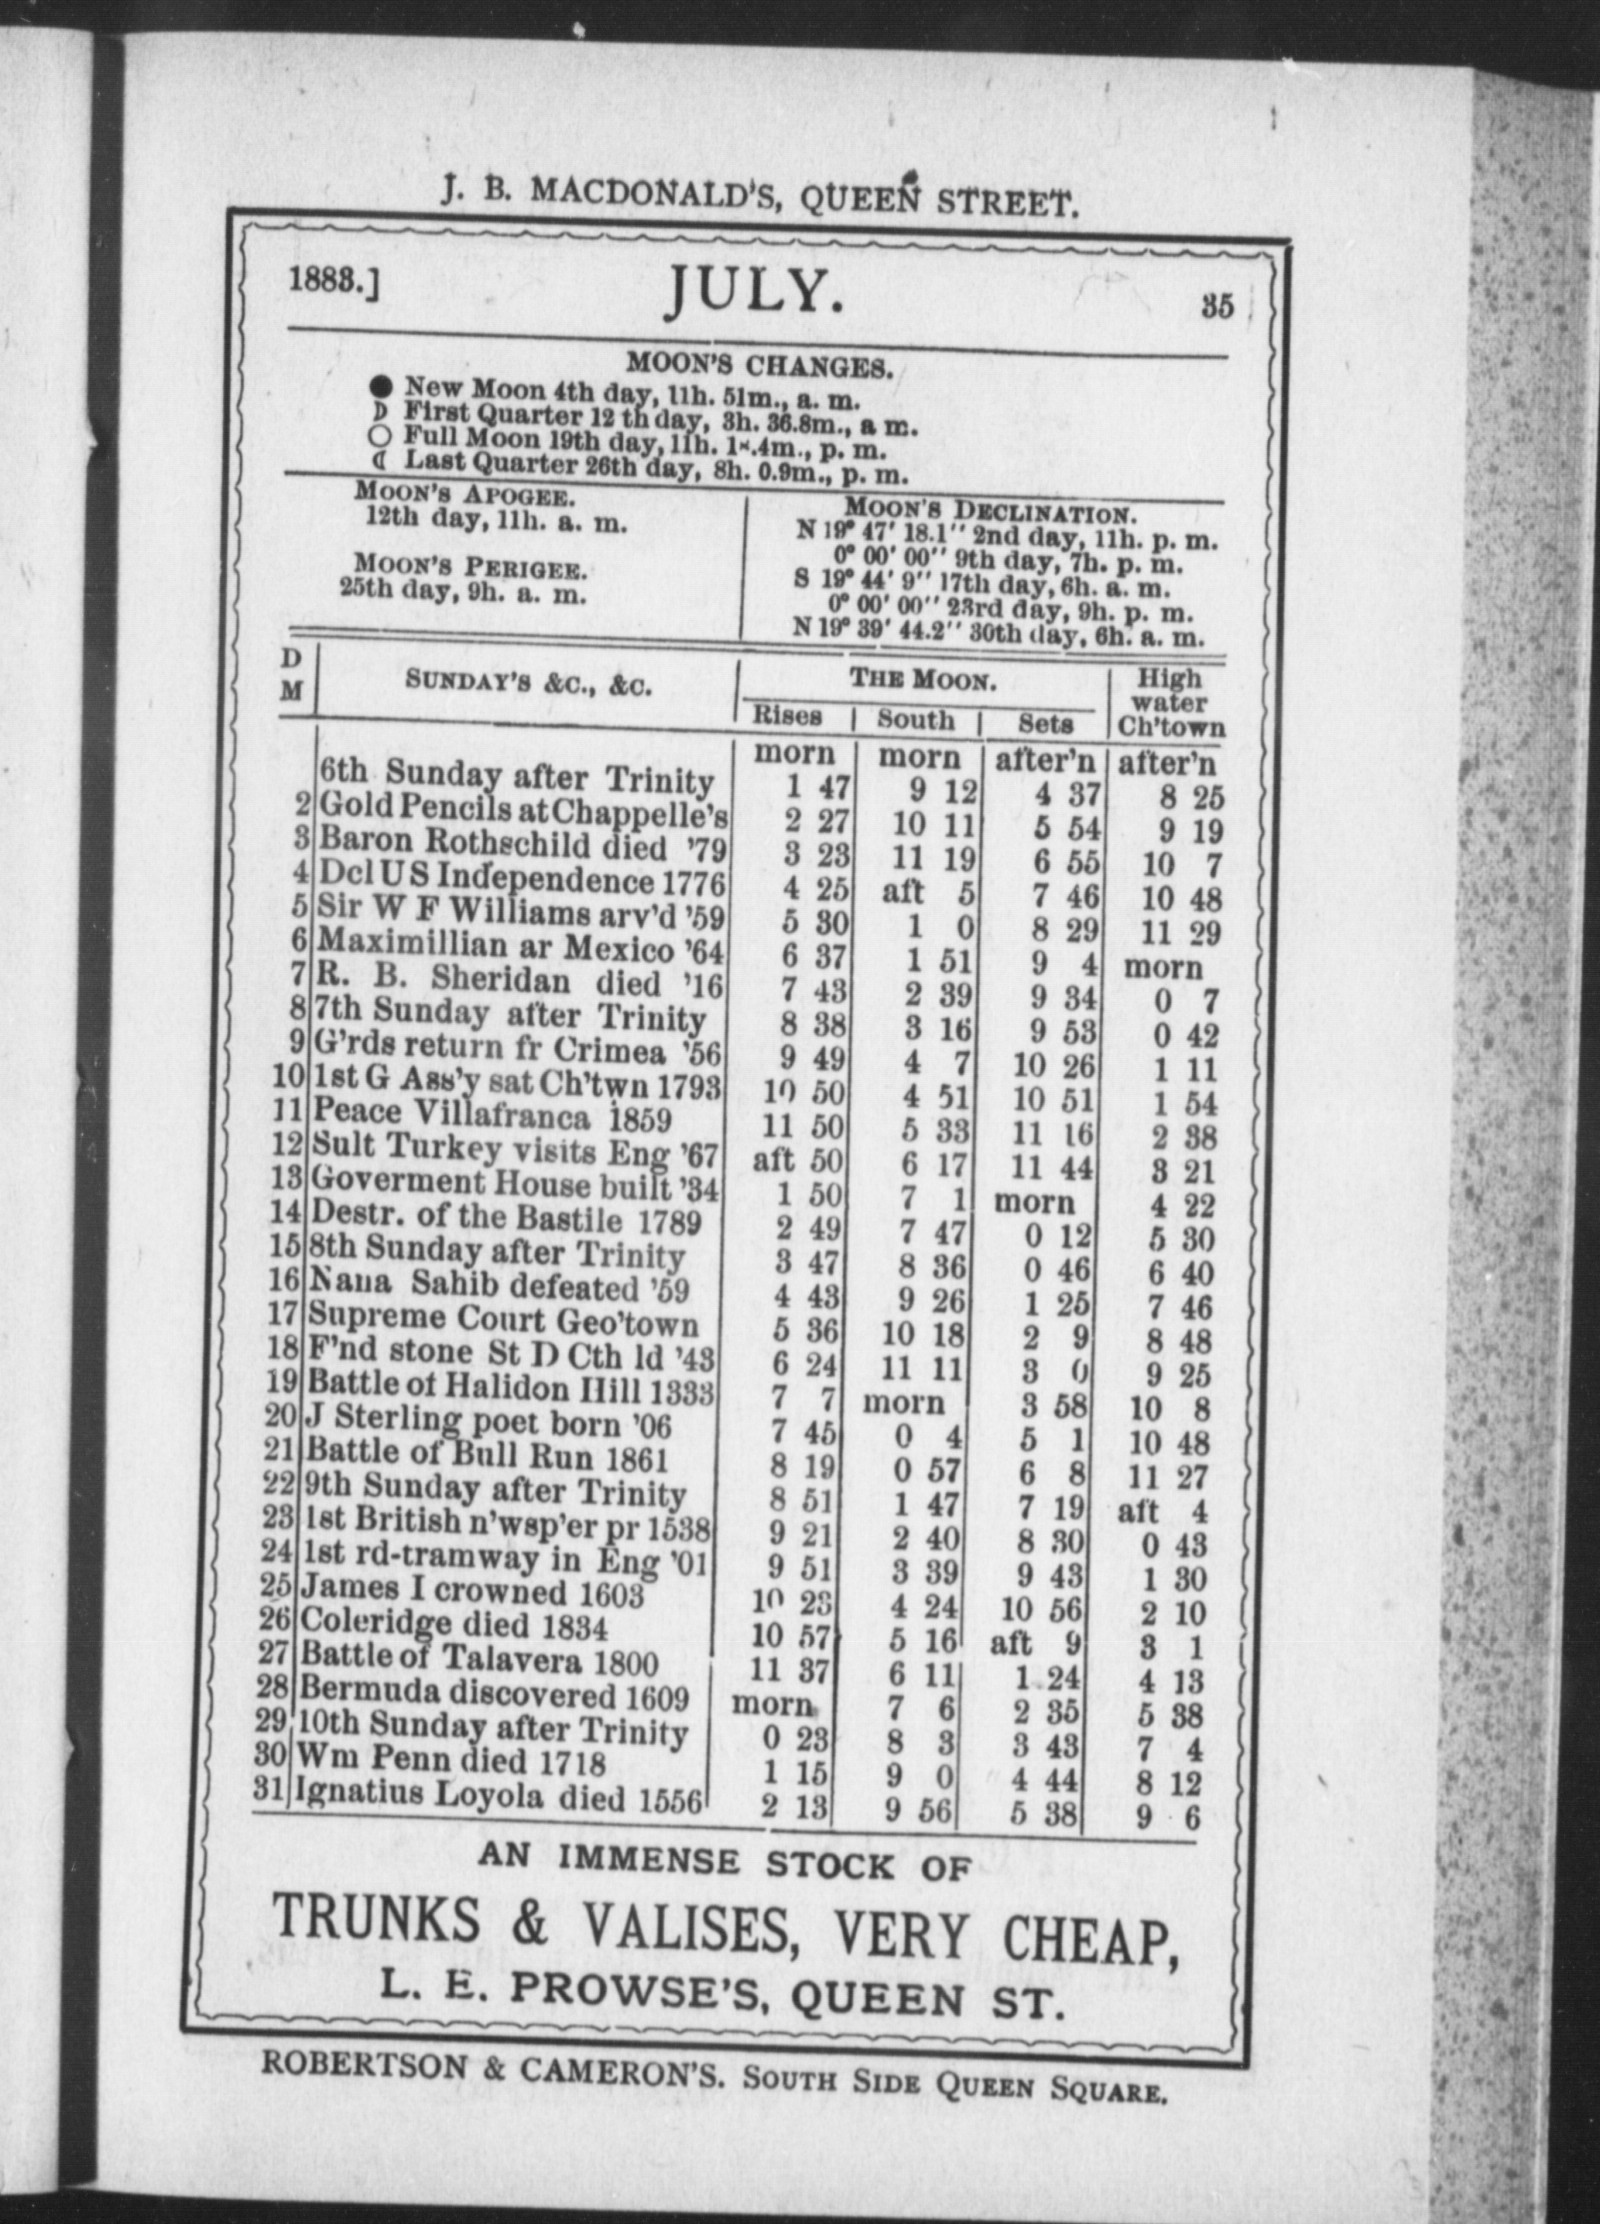 J. B. MACDONALD'S, QUEEN STREET.
1883.] JULY. 35
MOON'S CHANGES.
● New Moon 4th day, 11h. 51m., a. m.
First Quarter 12 th day, 3h. 36.8m., a m.
○ Full Moon 19th day, 11h. .4m., p. m.
☾ Last Quarter 26th day, 8h. 0.9m., p. m.
MOON'S APOGEE.
12th day, 11h. a. m.
MOON'S PERIGEE.
25th day, 9h. a. m.
MOON'S DECLINATION.
N 19° 47' 18.1'' 2nd day, 11h. p. m.
0° 00' 00'' 9th day, 7h. p. m.
S 19° 44' 9'' 17th day, 6h. a. m.
0° 00' 00'' 23rd day, 9h. p. m.
N 19° 39' 44.2'' 30th day, 6h. a. m.
D M SUNDAY'S &C., &C. THE MOON. High water Ch'town
Rises South Sets
morn morn after'n after'n
6th Sunday after Trinity 1 47 9 12 4 37 8 25
2 Gold Pencils at Chappelle's 2 27 10 11 5 54 9 19
3 Baron Rothschild died '79 3 23 11 19 6 55 10 7
4 Dcl U S Independence 1776 4 25 aft 5 7 46 10 48
5 Sir W F Williams arv'd '59 5 30 1 0 8 29 11 29
6 Maximillian ar Mexico '64 6 37 1 51 9 4 morn
7 R. B. Sheridan died '16 7 43 2 39 9 34 0 7
8 7th Sunday after Trinity 8 38 3 16 9 53 0 42
9 G'rds return fr Crimea '56 9 49 4 7 10 26 1 11
10 1st G Ass'y sat Ch'twn 1793 10 50 4 51 10 51 1 54
11 Peace Villafranca 1859 11 50 5 33 11 16 2 38
12 Sult Turkey visits Eng '67 aft 50 6 17 11 44 3 21
13 Goverment House built '34 1 50 7 1 morn 4 22
14 Destr. of the Bastile 1789 2 49 7 47 0 12 5 30
15 8th Sunday after Trinity 3 47 8 36 0 46 6 40
16 Nana Sahib defeated '59 4 43 9 26 1 25 7 46
17 Supreme Court Geo'town 5 36 10 18 2 9 8 48
18 F'nd stone St D Cth ld '43 6 24 11 11 3 0 9 25
19 Battle of Halidon Hill 1333 7 7 morn 3 58 10 8
20 J Sterling poet born '06 7 45 0 4 5 1 10 48
21 Battle of Bull Run 1861 8 19 0 57 6 8 11 27
22 9th Sunday after Trinity 8 51 1 47 7 19 aft 4
23 1st British n'wsp'er pr 1538 9 21 2 40 8 30 0 43
24 1st rd-tramway in Eng '01 9 51 3 39 9 43 1 30
25 James I crowned 1603 10 23 4 24 10 56 2 10
26 Coleridge died 1834 10 57 5 16 aft 9 3 1
27 Battle of Talavera 1800 11 37 6 11 1 24 4 13
28 Bermuda discovered 1609 morn 7 6 2 35 5 38
29 10th Sunday after Trinity 0 23 8 3 3 43 7 4
30 Wm Penn died 1718 1 15 9 0 4 44 8 12
31 Ignatius Loyola died 1556 2 13 9 56 5 38 9 6
AN IMMENSE STOCK OF
TRUNKS & VALISES, VERY CHEAP,
L. E. PROWSE'S, QUEEN ST.
ROBERTSON & CAMERON'S. SOUTH SIDE QUEEN SQUARE.